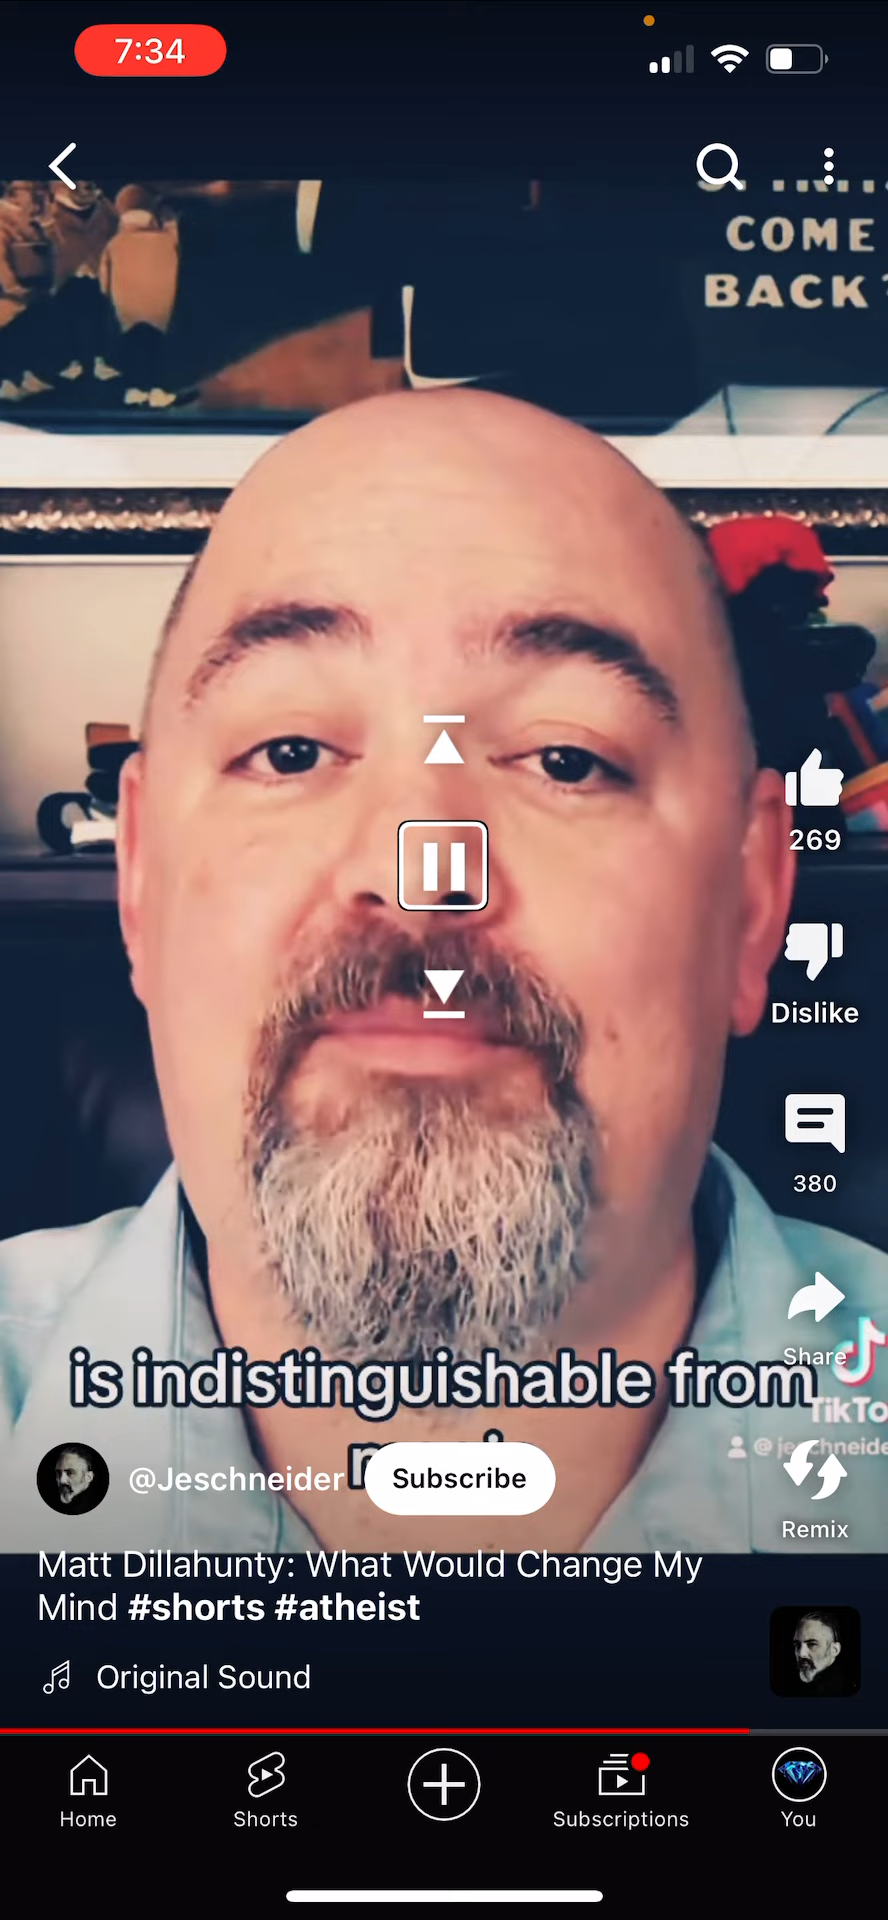 7:34
COME
BACK?
269
Dislike
380
is indistinguishable from
Share
TikTo
@Jeschneider
Subscribe
Remix
Matt Dillahunty: What Would Change My
Mind #shorts #atheist
Original Sound
Home
Shorts
Subscriptions
You